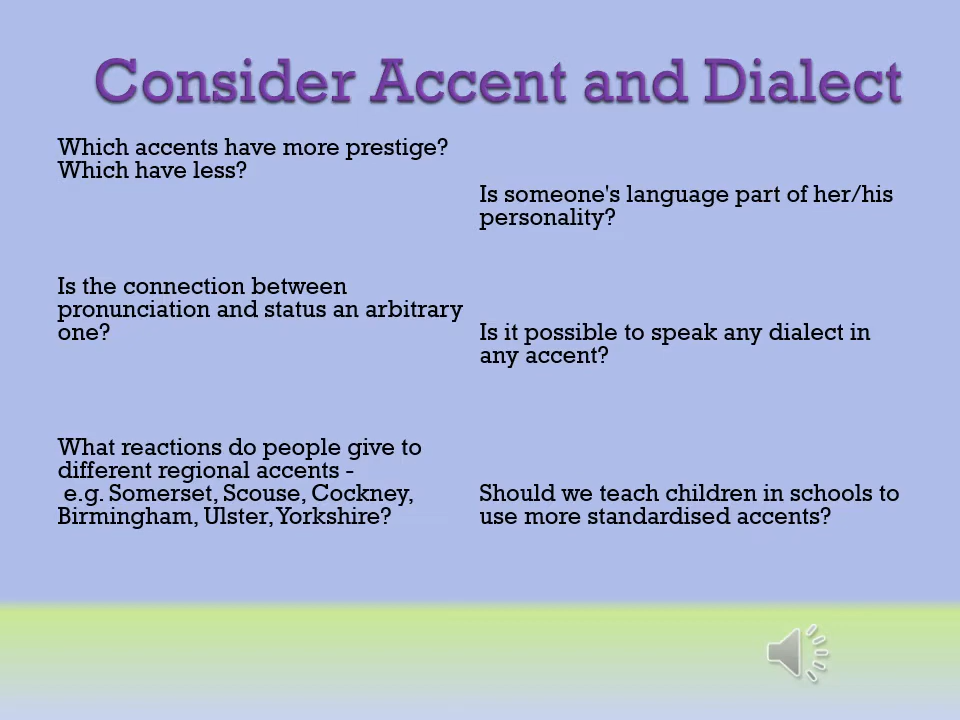 Consider Accent and Dialect
Which accents have more prestige?
Which have less?
Is someone's language part of her/his
personality?
Is the connection between
pronunciation and status an arbitrary
one?
Is it possible to speak any dialect in
any accent?
What reactions do people give to
different regional accents -
e.g. Somerset, Scouse, Cockney,
Birmingham, Ulster, Yorkshire?
Should we teach children in schools to
use more standardised accents?